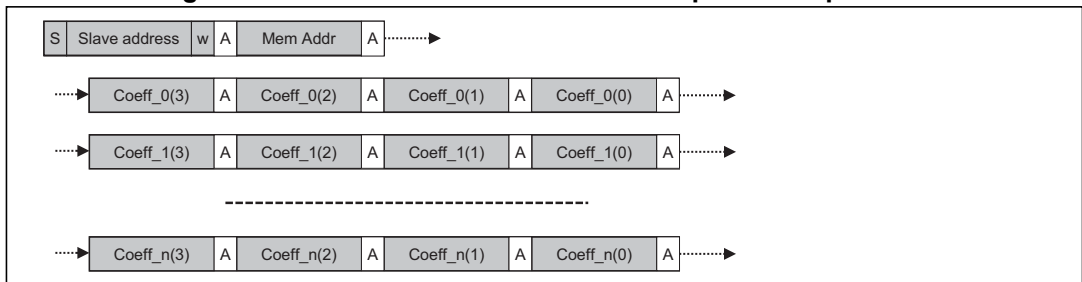 S Slave address w A Mem Addr A
Coeff_0(3) A Coeff_0(2) A Coeff_0(1) A Coeff_0(0) A
Coeff_1(3) A Coeff_1(2) A Coeff_1(1) A Coeff_1(0) A
Coeff_n(3) A Coeff_n(2) A Coeff_n(1) A Coeff_n(0) A